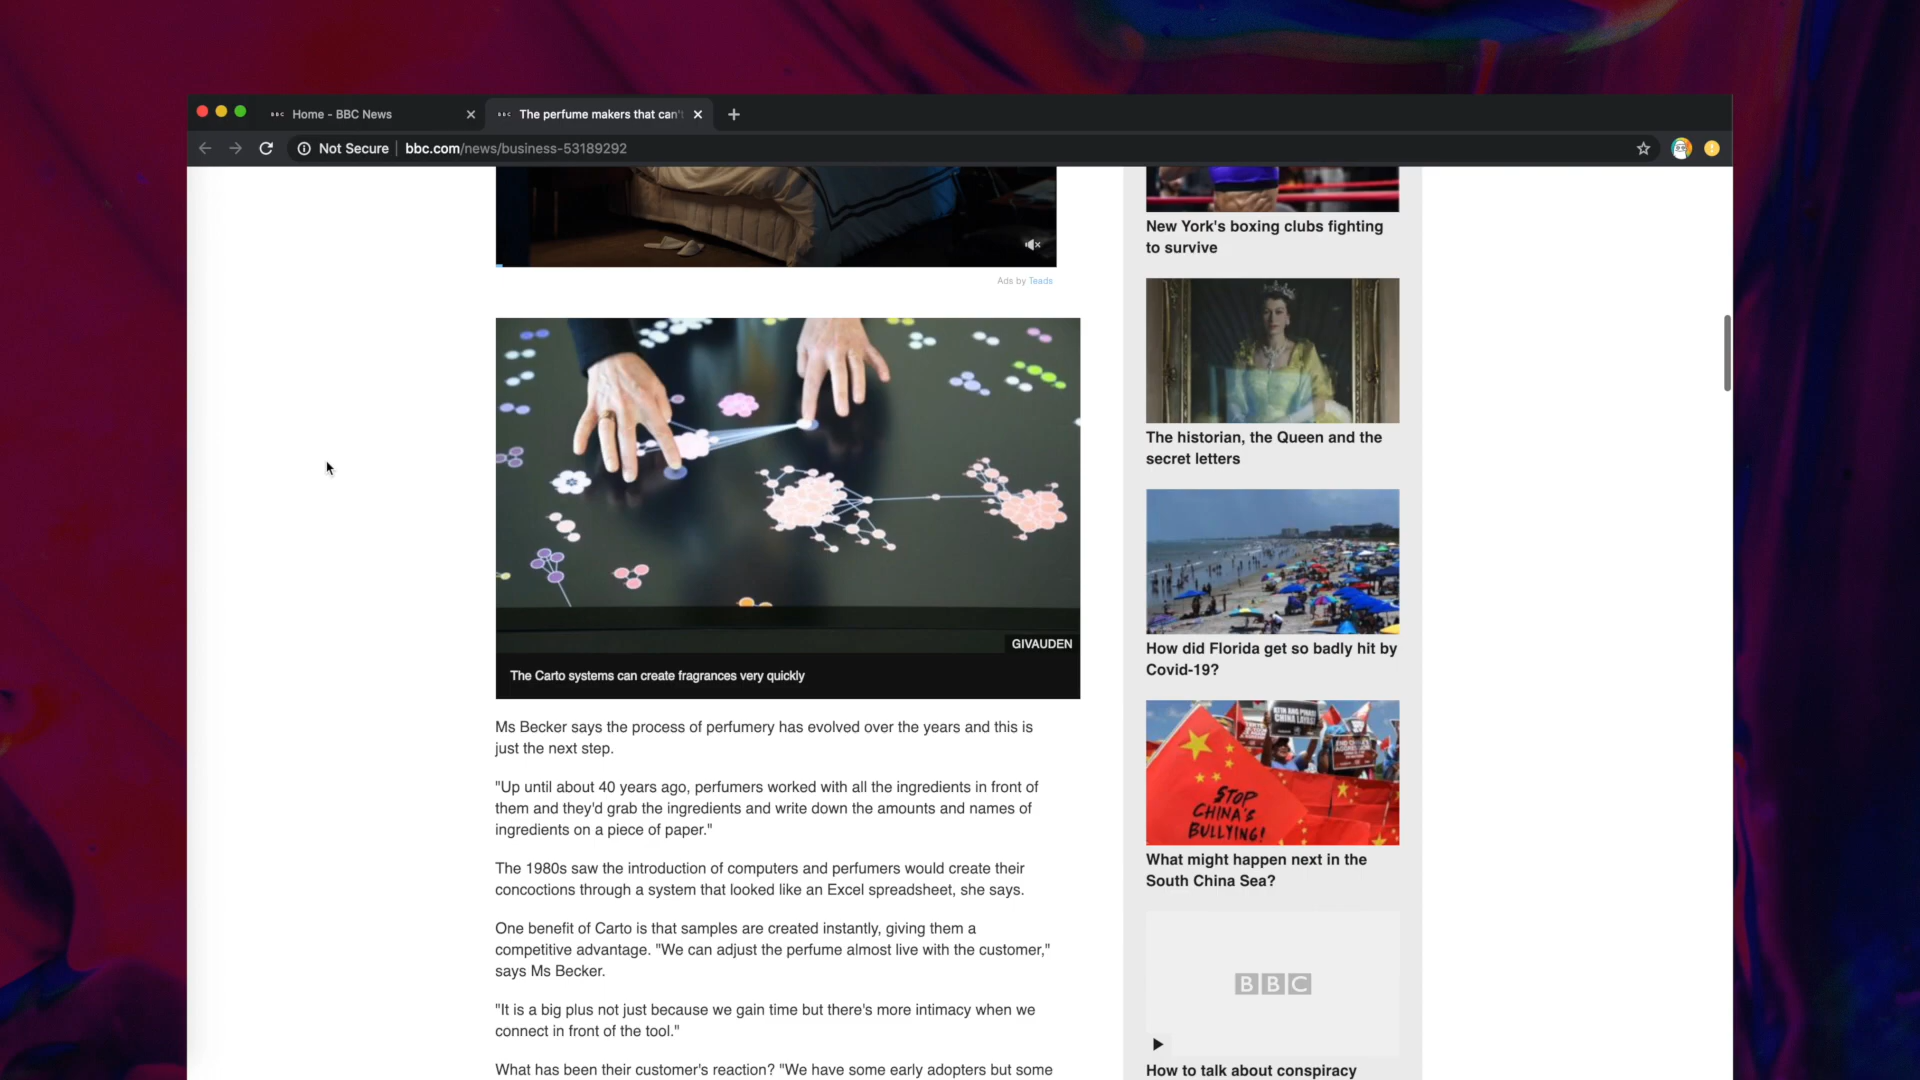 BBC Home - BBC News
BBC The perfume makers that can't
Not Secure bbc.com/news/business-53189292
Ads by Teads
GIVAUDEN
The Carto systems can create fragrances very quickly
Ms Becker says the process of perfumery has evolved over the years and this is
just the next step.
"Up until about 40 years ago, perfumers worked with all the ingredients in front of
them and they'd grab the ingredients and write down the amounts and names of
ingredients on a piece of paper."
The 1980s saw the introduction of computers and perfumers would create their
concoctions through a system that looked like an Excel spreadsheet, she says.
One benefit of Carto is that samples are created instantly, giving them a
competitive advantage. "We can adjust the perfume almost live with the customer,"
says Ms Becker.
"It is a big plus not just because we gain time but there's more intimacy when we
connect in front of the tool."
What has been their customer's reaction? "We have some early adopters but some
New York's boxing clubs fighting
to survive
The historian, the Queen and the
secret letters
How did Florida get so badly hit by
Covid-19?
STOP
CHINA'S
BULLYING!
CHINA LAYAS!
What might happen next in the
South China Sea?
BBC
How to talk about conspiracy